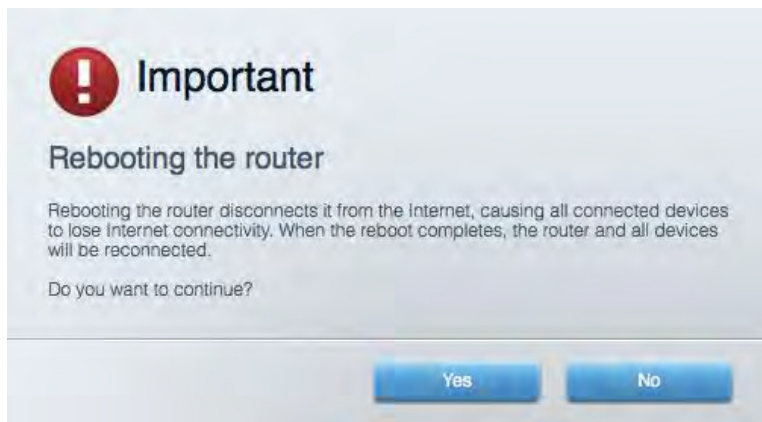 Important
Rebooting the router
Rebooting the router disconnects it from the Internet, causing all connected devices
to lose Internet connectivity. When the reboot completes, the router and all devices
will be reconnected.
Do you want to continue?
Yes
No